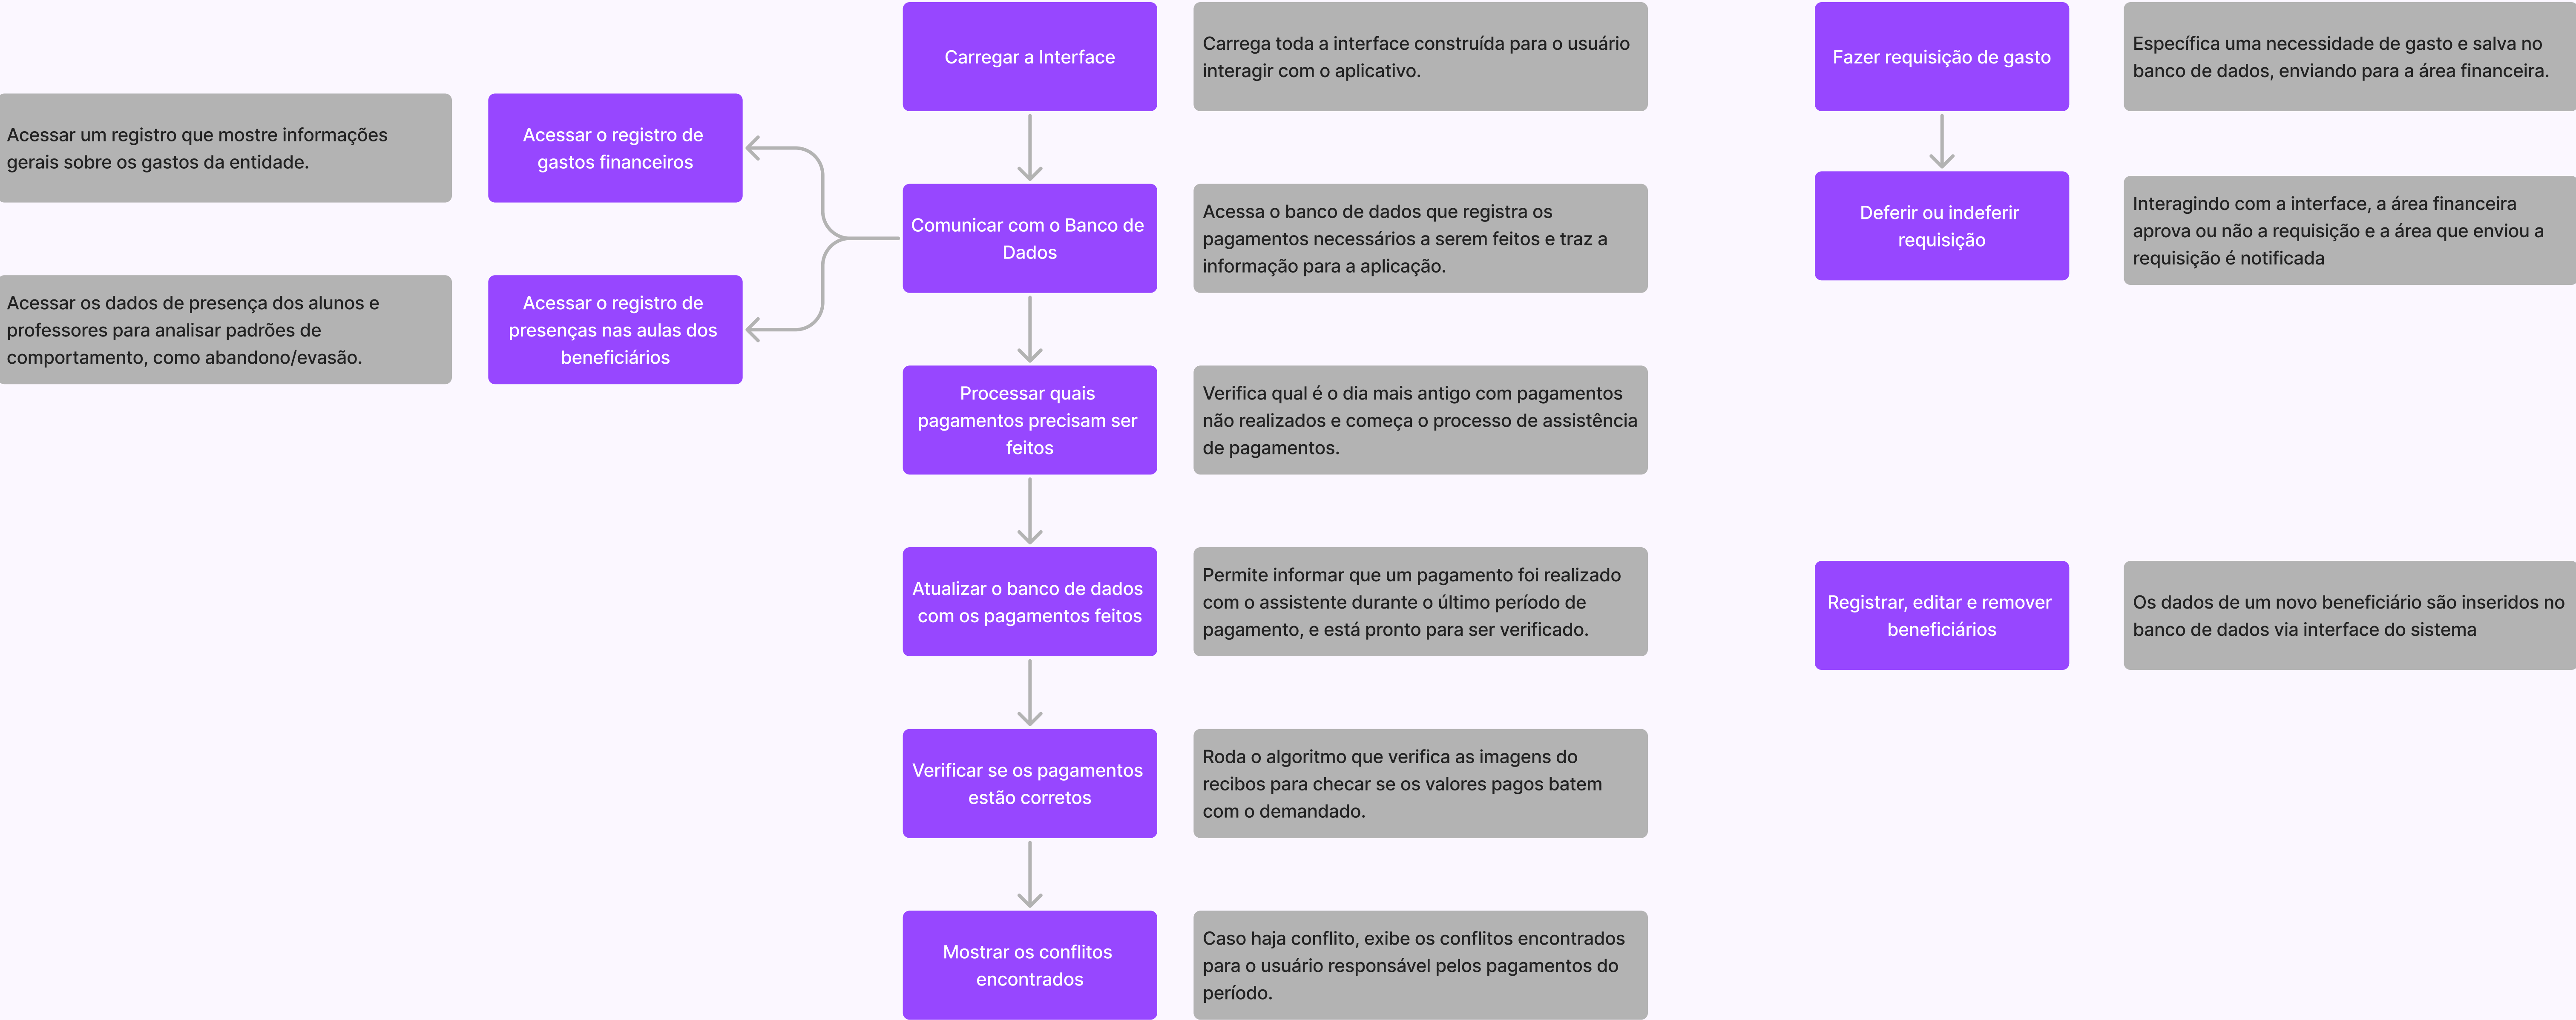 Carregar a Interface
Carrega toda a interface construída para o usuário
interagir com o aplicativo.
Fazer requisição de gasto
Específica uma necessidade de gasto e salva no
banco de dados, enviando para a área financeira.
Acessar um registro que mostre informações
gerais sobre os gastos da entidade.
Acessar o registro de
gastos financeiros
Comunicar com o Banco de
Dados
Acessa o banco de dados que registra os
pagamentos necessários a serem feitos e traz a
informação para a aplicação.
Deferir ou indeferir
requisição
Interagindo com a interface, a área financeira
aprova ou não a requisição e a área que enviou a
requisição é notificada
Acessar os dados de presença dos alunos e
professores para analisar padrões de
comportamento, como abandono/evasão.
Acessar o registro de
presenças nas aulas dos
beneficiários
Processar quais
pagamentos precisam ser
feitos
Verifica qual é o dia mais antigo com pagamentos
não realizados e começa o processo de assistência
de pagamentos.
Atualizar o banco de dados
com os pagamentos feitos
Permite informar que um pagamento foi realizado
com o assistente durante o último período de
pagamento, e está pronto para ser verificado.
Registrar, editar e remover
beneficiários
Os dados de um novo beneficiário são inseridos no
banco de dados via interface do sistema
Verificar se os pagamentos
estão corretos
Roda o algoritmo que verifica as imagens do
recibos para checar se os valores pagos batem
com o demandado.
Mostrar os conflitos
encontrados
Caso haja conflito, exibe os conflitos encontrados
para o usuário responsável pelos pagamentos do
período.